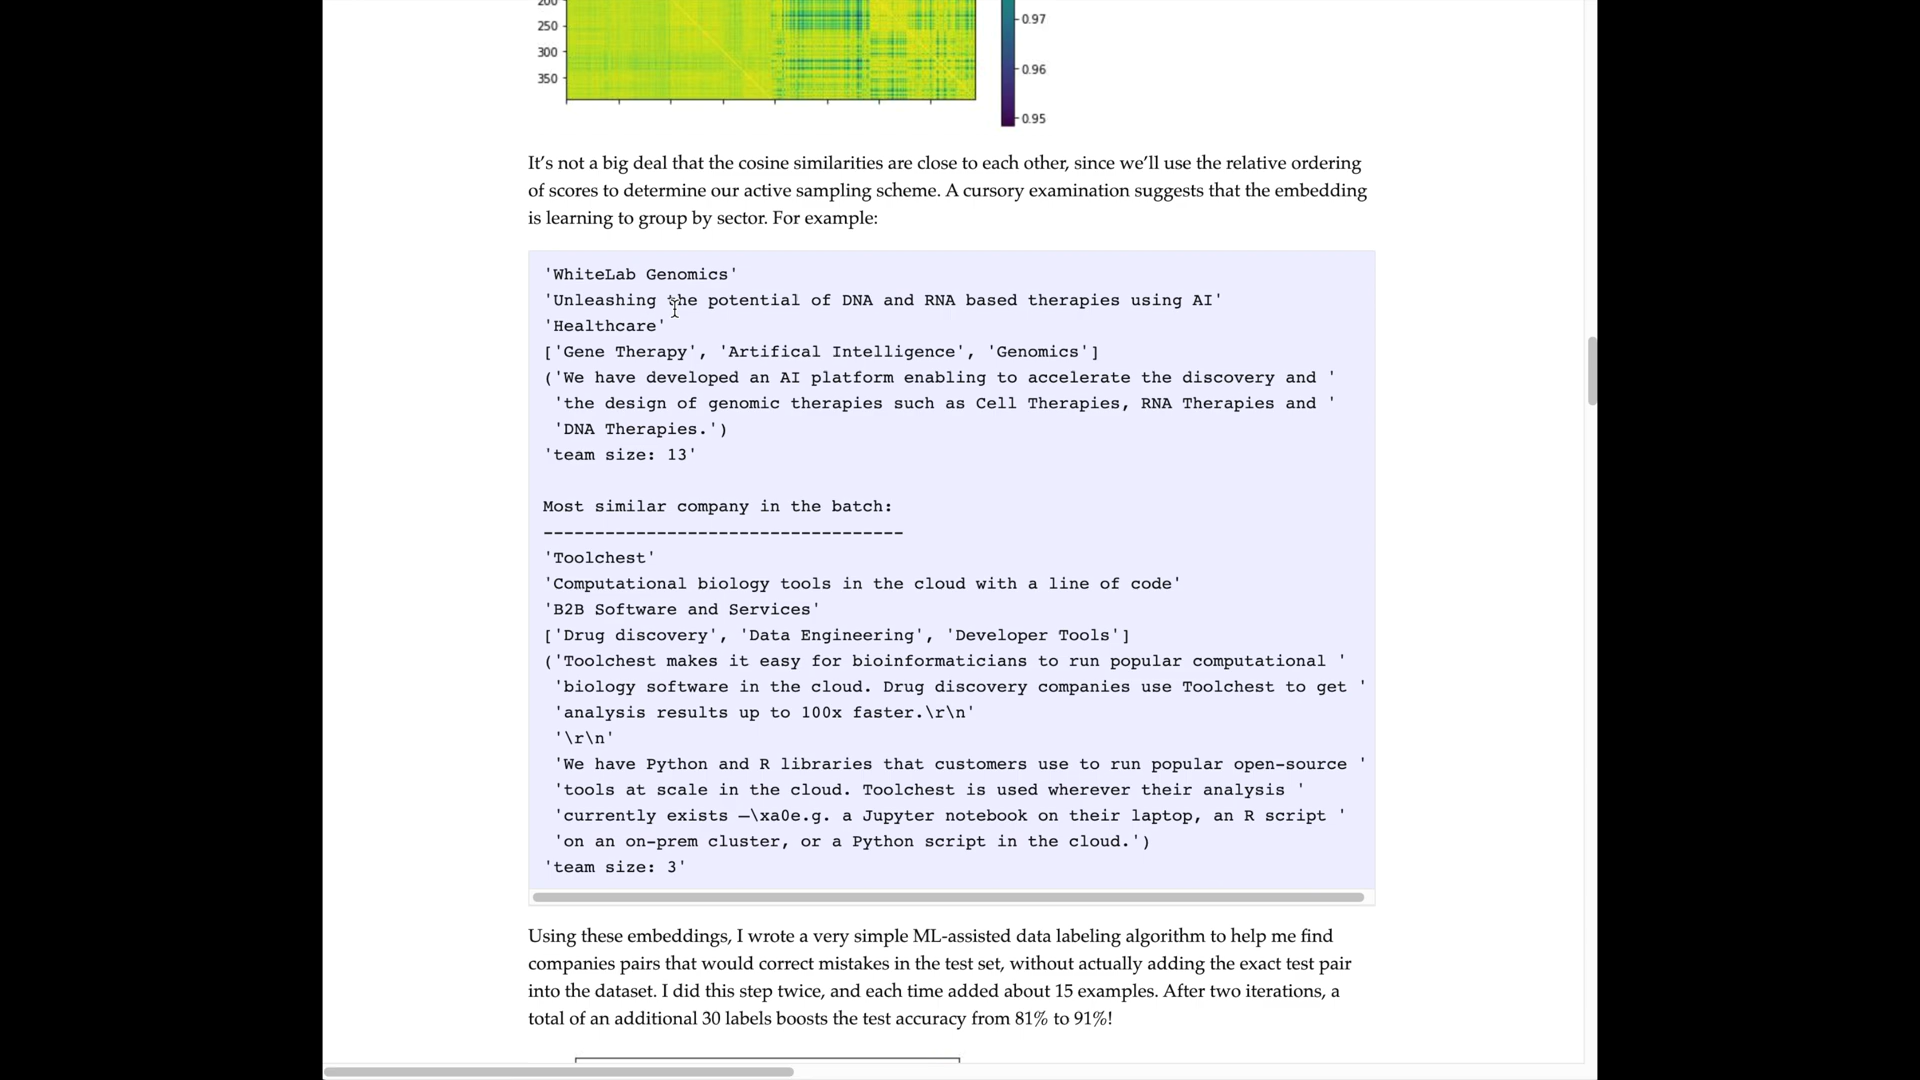 200
250
300
350
0.97
0.96
0.95
It’s not a big deal that the cosine similarities are close to each other, since we’ll use the relative ordering
of scores to determine our active sampling scheme. A cursory examination suggests that the embedding
is learning to group by sector. For example:
'WhiteLab Genomics'
'Unleashing the potential of DNA and RNA based therapies using AI'
'Healthcare'
['Gene Therapy', 'Artifical Intelligence', 'Genomics']
('We have developed an AI platform enabling to accelerate the discovery and '
'the design of genomic therapies such as Cell Therapies, RNA Therapies and '
'DNA Therapies.')
'team size: 13'
Most similar company in the batch:
-----------------------------------
'Toolchest'
'Computational biology tools in the cloud with a line of code'
'B2B Software and Services'
['Drug discovery', 'Data Engineering', 'Developer Tools']
('Toolchest makes it easy for bioinformaticians to run popular computational '
'biology software in the cloud. Drug discovery companies use Toolchest to get '
'analysis results up to 100x faster.\r\n'
'\r\n'
'We have Python and R libraries that customers use to run popular open-source '
'tools at scale in the cloud. Toolchest is used wherever their analysis '
'currently exists —\xa0e.g. a Jupyter notebook on their laptop, an R script '
'on an on-prem cluster, or a Python script in the cloud.')
'team size: 3'
Using these embeddings, I wrote a very simple ML-assisted data labeling algorithm to help me find
companies pairs that would correct mistakes in the test set, without actually adding the exact test pair
into the dataset. I did this step twice, and each time added about 15 examples. After two iterations, a
total of an additional 30 labels boosts the test accuracy from 81% to 91%!